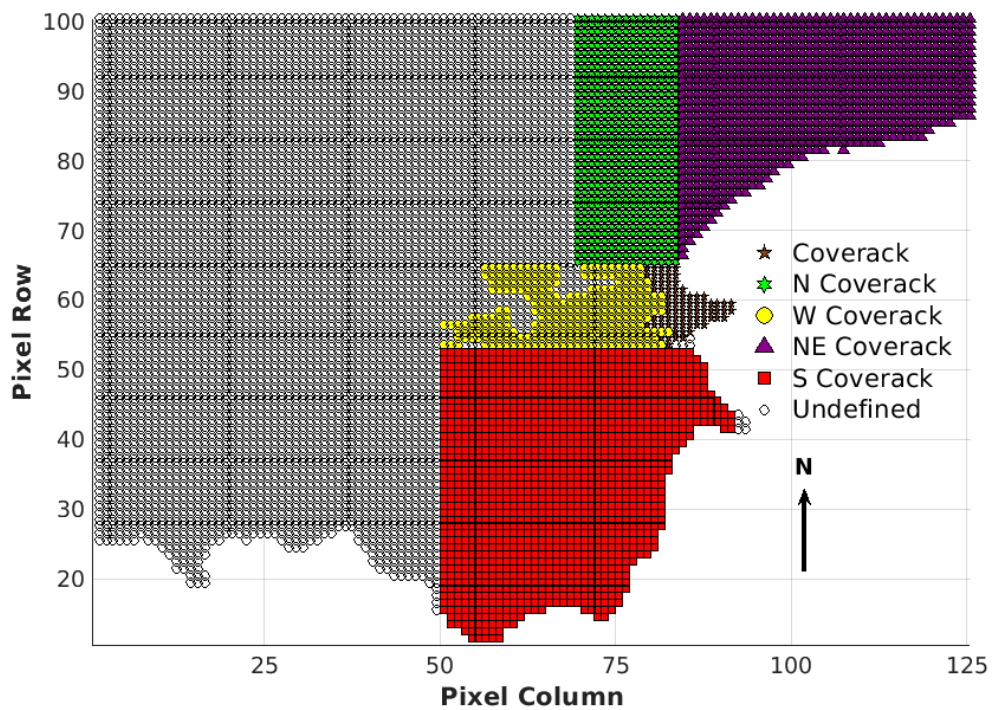 100
90
80
70
60
50
40
30
20
Pixel Row
Coverack
N Coverack
W Coverack
NE Coverack
S Coverack
Undefined
N
25
50
75
100
125
Pixel Column